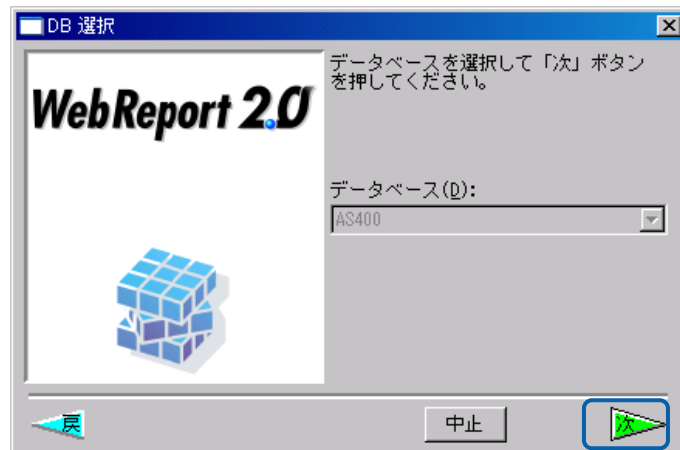 DB 選択
WebReport 2.0
データベースを選択して「次」ボタン
を押してください。
データベース(D):
AS400
戻
中止
次